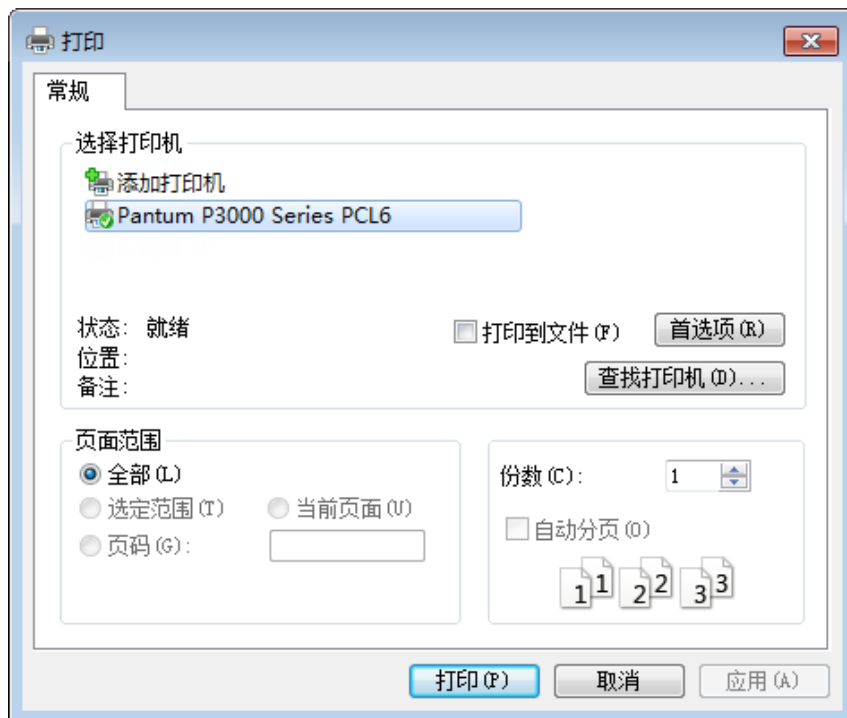 打印
常规
选择打印机
添加打印机
Pantum P3000 Series PCL6
状态: 就绪
打印到文件(F) 首选项(R)
位置:
查找打印机(D)...
备注:
页面范围
全部(L)
选定范围(T) 当前页面(U)
页码(G):
份数(C): 1
自动分页(O)
1 1 2 2 3 3
打印(P) 取消 应用(A)